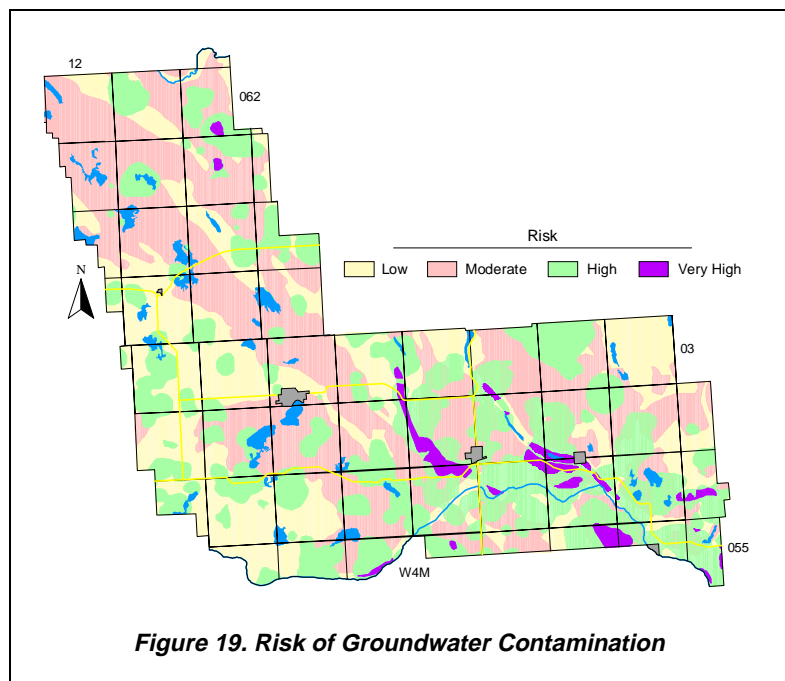 12
062
Risk
Low Moderate High Very High
N
03
055
W4M
Figure 19. Risk of Groundwater Contamination